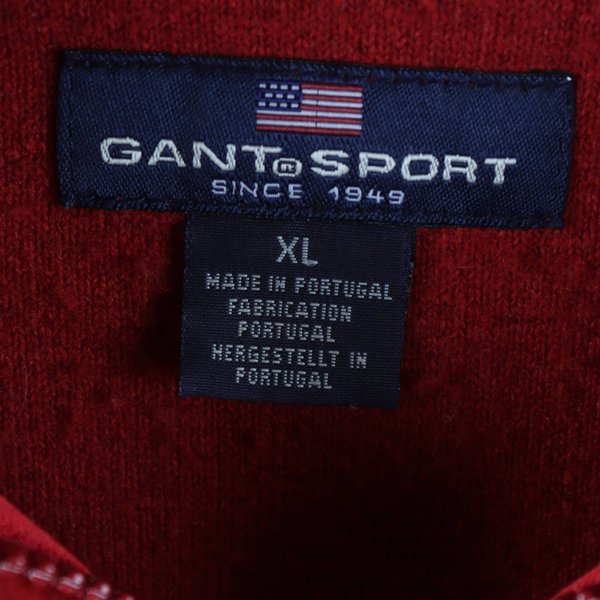 GANT® SPORT
SINCE 1949
XL
MADE IN PORTUGAL
FABRICATION
PORTUGAL
HERGESTELLT IN
PORTUGAL